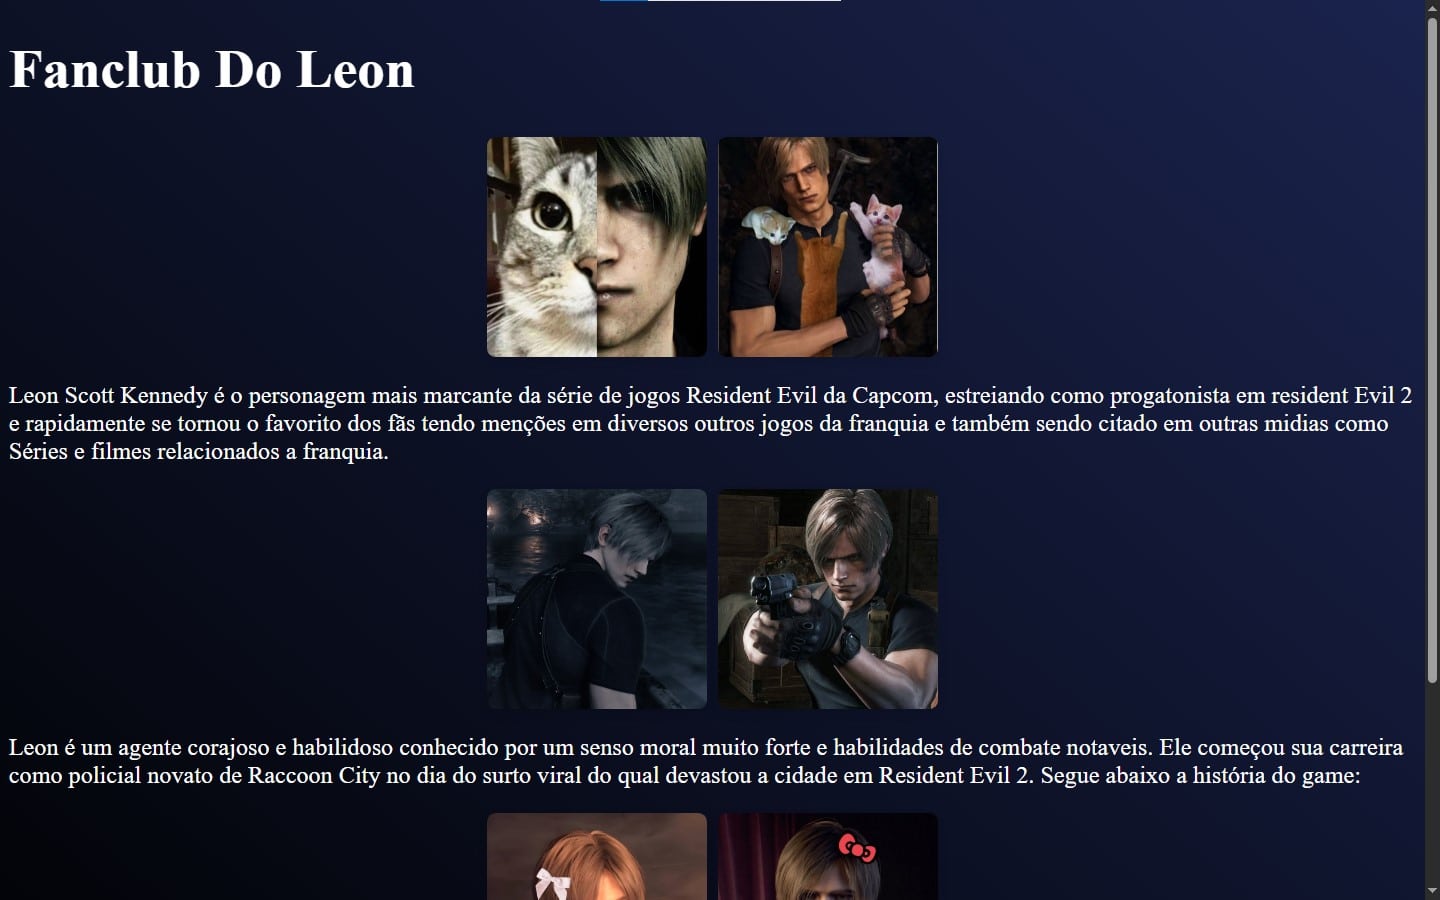 Fanclub Do Leon
Leon Scott Kennedy é o personagem mais marcante da série de jogos Resident Evil da Capcom, estreiando como progatonista em resident Evil 2
e rapidamente se tornou o favorito dos fãs tendo menções em diversos outros jogos da franquia e também sendo citado em outras midias como
Séries e filmes relacionados a franquia.
Leon é um agente corajoso e habilidoso conhecido por um senso moral muito forte e habilidades de combate notaveis. Ele começou sua carreira
como policial novato de Raccoon City no dia do surto viral do qual devastou a cidade em Resident Evil 2. Segue abaixo a história do game: